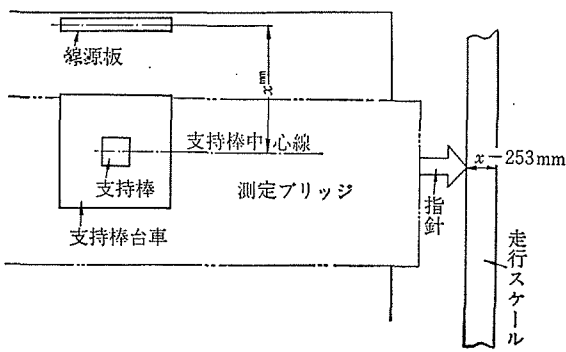 線源板
xmm
支持棒中心線
支持棒
支持棒台車
測定ブリッジ
指針
x-253mm
走行スケール